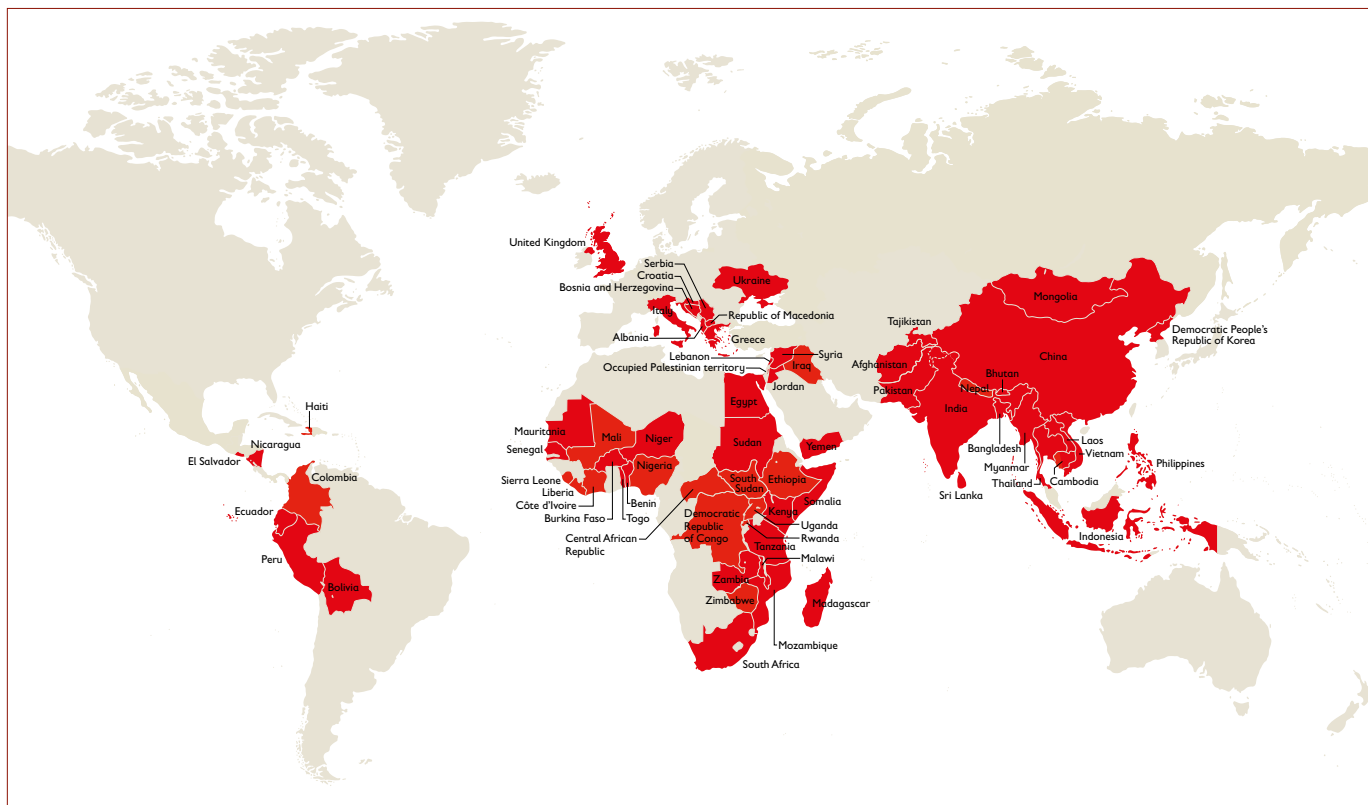 United Kingdom
Serbia
Croatia
Bosnia and Herzegovina
Ukraine
Italy
Republic of Macedonia
Albania
Greece
Lebanon
Syria
Occupied Palestinian territory
Iraq
Jordan
Egypt
Mongolia
Tajikistan
Democratic People's
Republic of Korea
China
Afghanistan
Bhutan
Pakistan
Nepal
India
Bangladesh
Laos
Vietnam
Myanmar
Philippines
Thailand
Cambodia
Sri Lanka
Indonesia
Haiti
Nicaragua
El Salvador
Colombia
Ecuador
Peru
Bolivia
Mauritania
Mali
Niger
Senegal
Sudan
Yemen
Nigeria
Sierra Leone
Liberia
Côte d'Ivoire
Burkina Faso
Benin
Togo
South
Sudan
Ethiopia
Somalia
Central African
Republic
Democratic
Republic
of Congo
Kenya
Uganda
Rwanda
Tanzania
Malawi
Zambia
Zimbabwe
Madagascar
Mozambique
South Africa